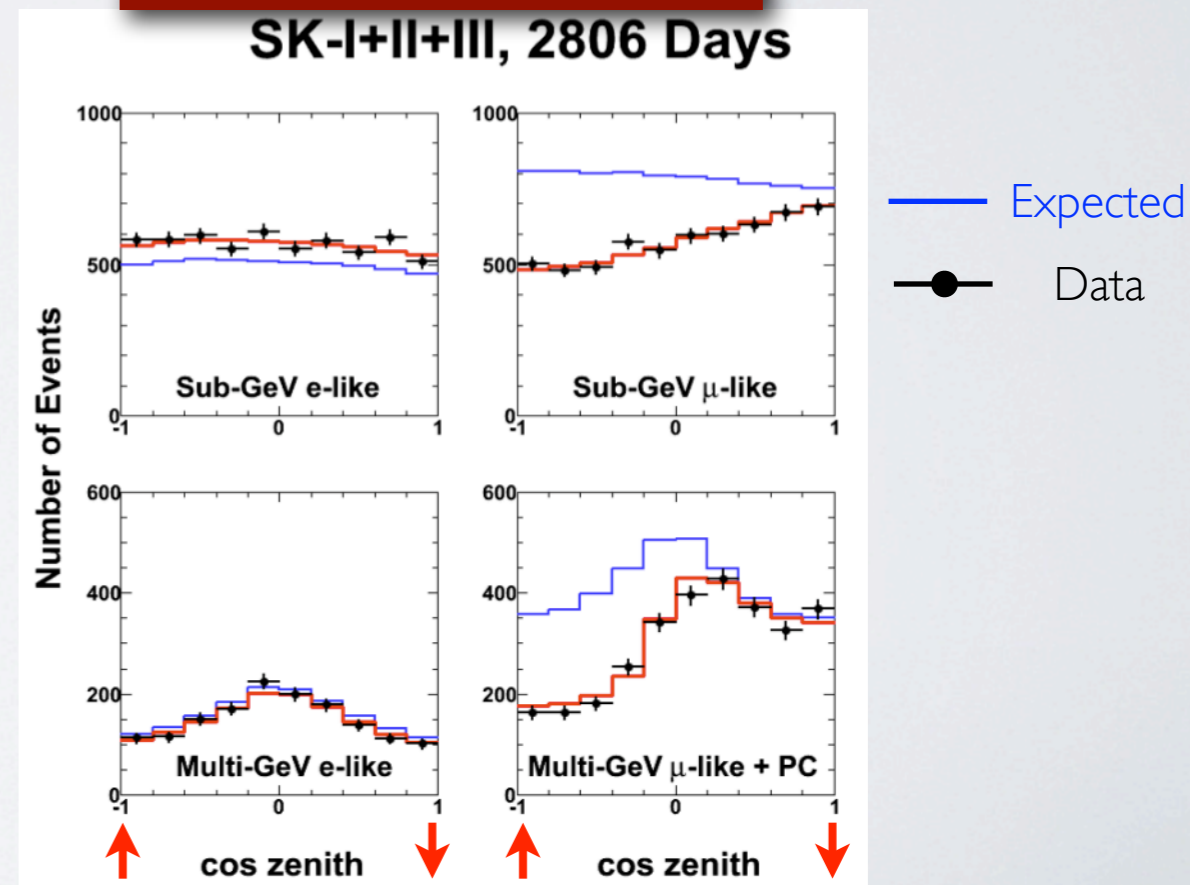 SK-I+II+III, 2806 Days
1000
500
0
-1
0
1
Sub-GeV e-like
1000
500
0
-1
0
1
Sub-GeV μ-like
Expected
Data
Number of Events
600
400
200
0
-1
0
1
Multi-GeV e-like
600
400
200
0
-1
0
1
Multi-GeV μ-like + PC
cos zenith
cos zenith